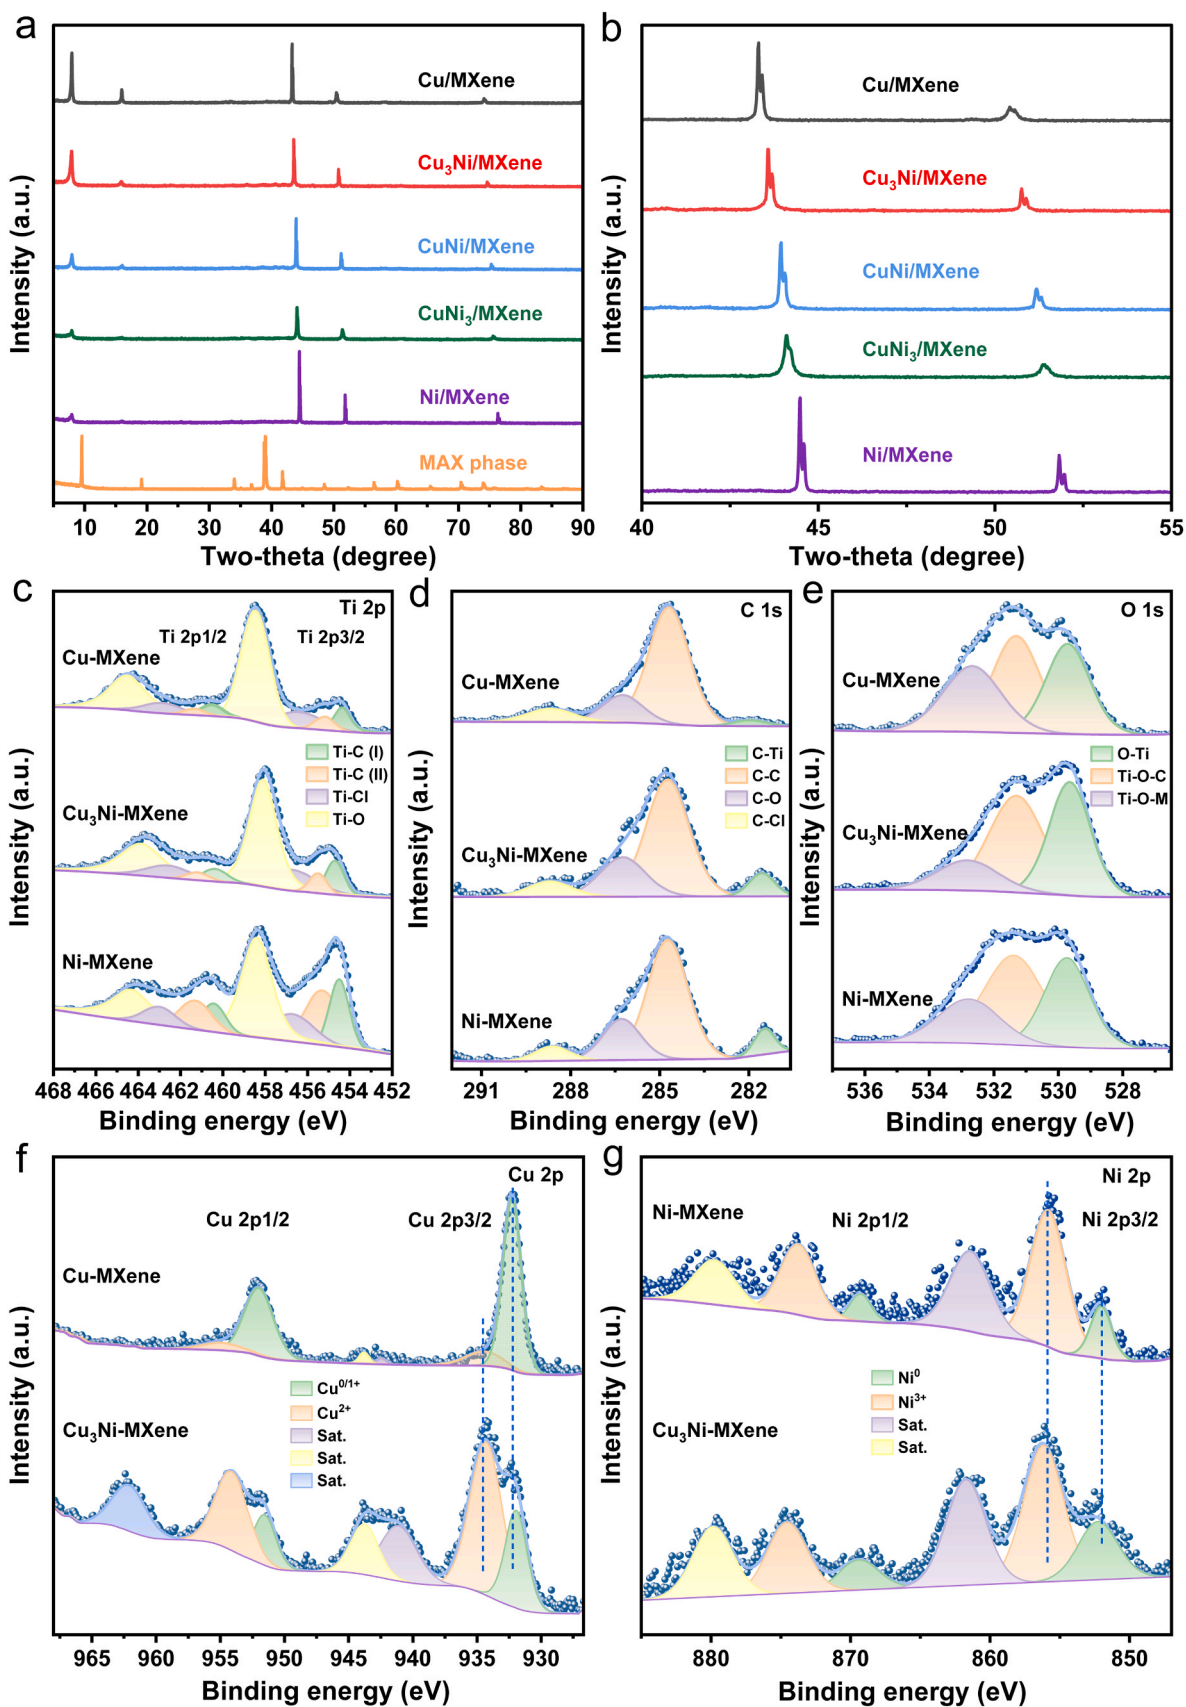 a
Cu/MXene
Cu₃Ni/MXene
CuNi/MXene
CuNi₃/MXene
Ni/MXene
MAX phase
Intensity (a.u.)
10 20 30 40 50 60 70 80 90
Two-theta (degree)
b
Cu/MXene
Cu₃Ni/MXene
CuNi/MXene
CuNi₃/MXene
Ni/MXene
Intensity (a.u.)
40 45 50 55
Two-theta (degree)
c
Ti 2p
Ti 2p1/2 Ti 2p3/2
Cu-MXene
Ti-C (I)
Ti-C (II)
Ti-Cl
Ti-O
Cu₃Ni-MXene
Ni-MXene
Intensity (a.u.)
468 466 464 462 460 458 456 454 452
Binding energy (eV)
d
C 1s
Cu-MXene
C-Ti
C-C
C-O
C-Cl
Cu₃Ni-MXene
Ni-MXene
Intensity (a.u.)
291 288 285 282
Binding energy (eV)
e
O 1s
Cu-MXene
O-Ti
Ti-O-C
Ti-O-M
Cu₃Ni-MXene
Ni-MXene
Intensity (a.u.)
536 534 532 530 528
Binding energy (eV)
f
Cu 2p
Cu 2p1/2 Cu 2p3/2
Cu-MXene
Cu⁰ᐟ¹⁺
Cu²⁺
Sat.
Sat.
Sat.
Cu₃Ni-MXene
Intensity (a.u.)
965 960 955 950 945 940 935 930
Binding energy (eV)
g
Ni 2p
Ni-MXene
Ni 2p1/2 Ni 2p3/2
Ni⁰
Ni³⁺
Sat.
Sat.
Cu₃Ni-MXene
Intensity (a.u.)
880 870 860 850
Binding energy (eV)